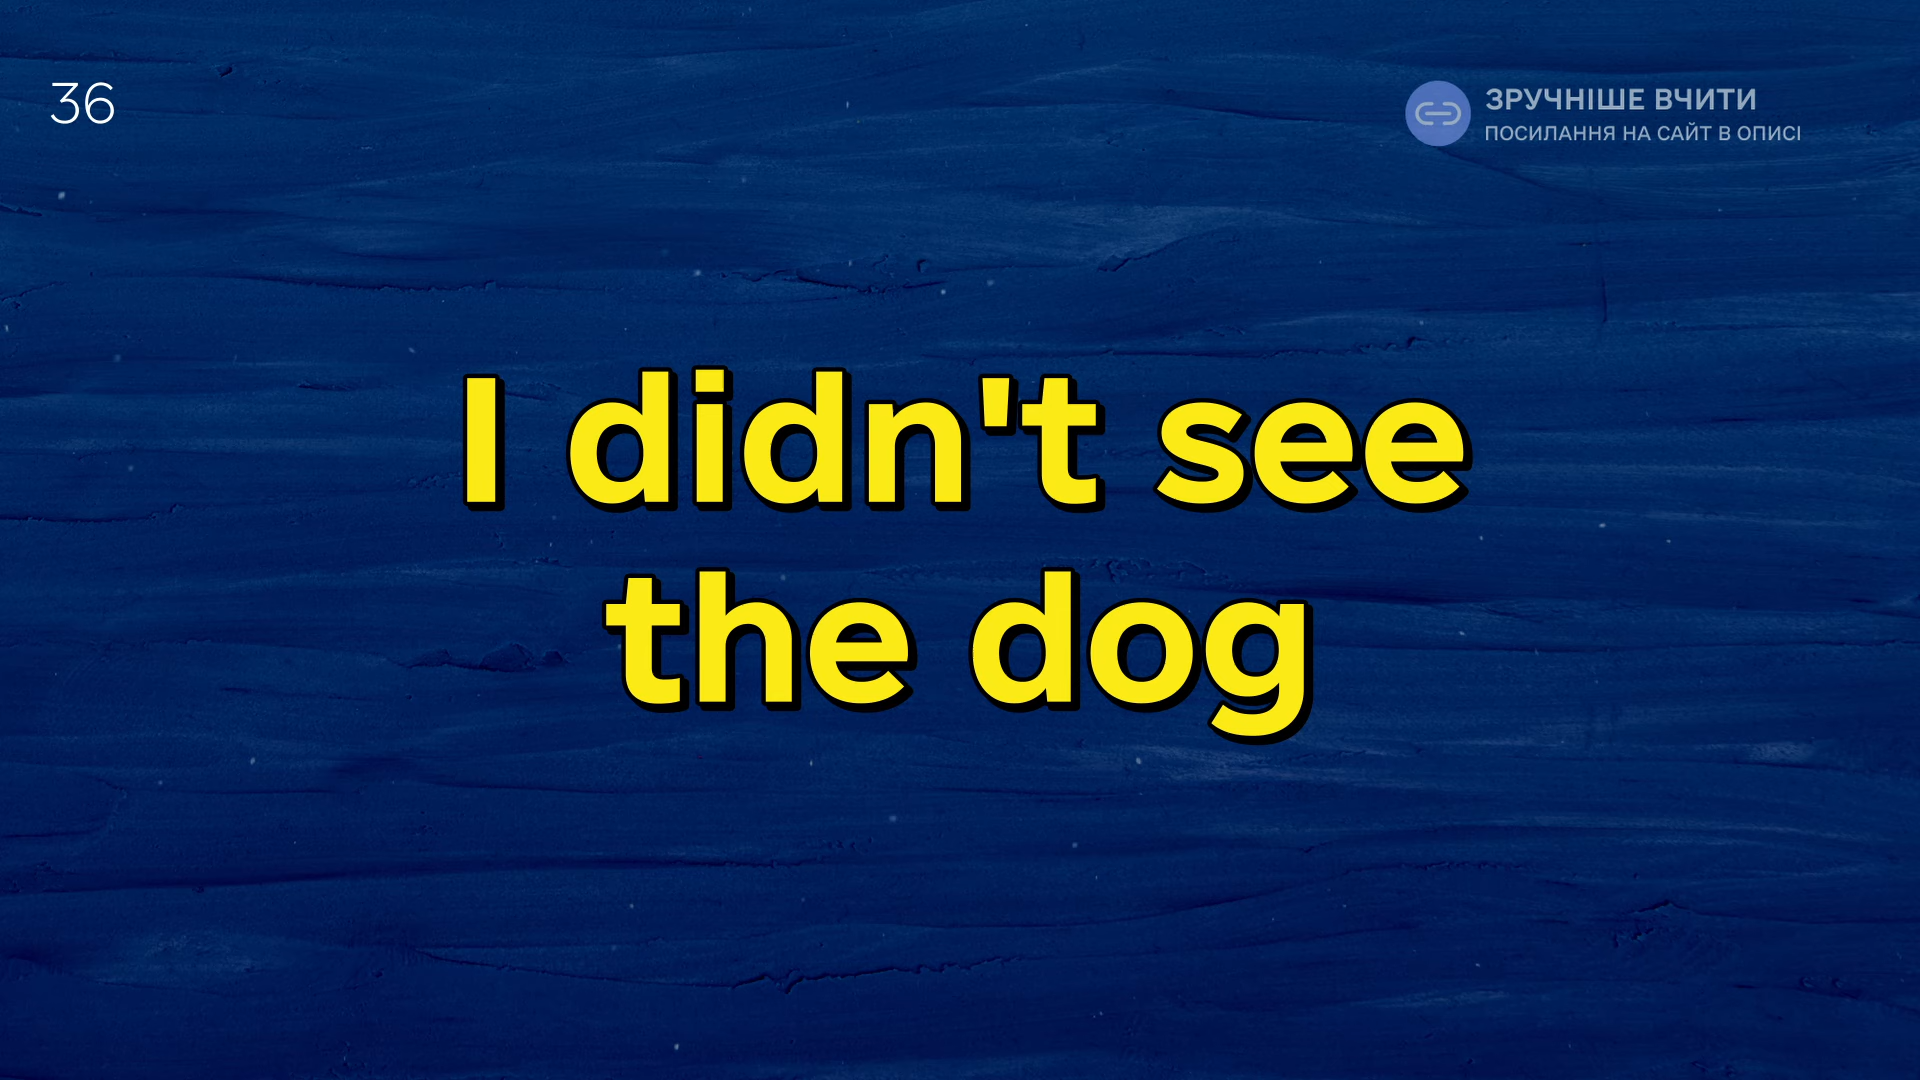 36
ЗРУЧНІШЕ ВЧИТИ
ПОСИЛАННЯ НА САЙТ В ОПИСІ
I didn't see
the dog